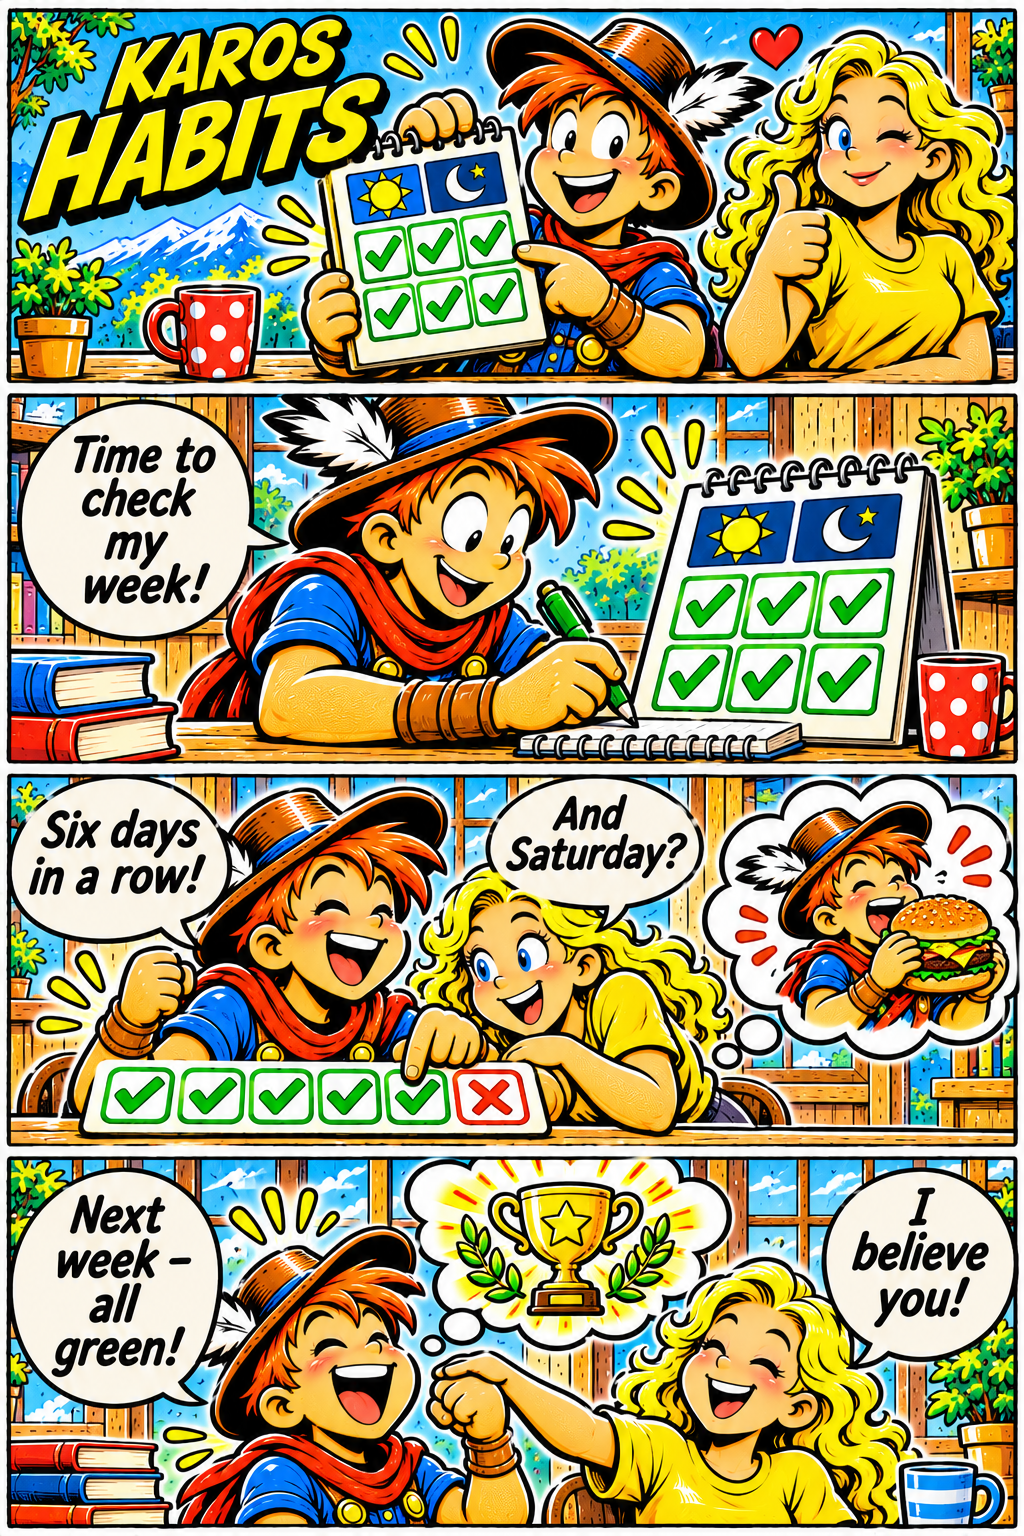 KAROS
HABITS
Time to
check
my
week!
Six days
in a row!
And
Saturday?
Next
week –
all
green!
I
believe
you!